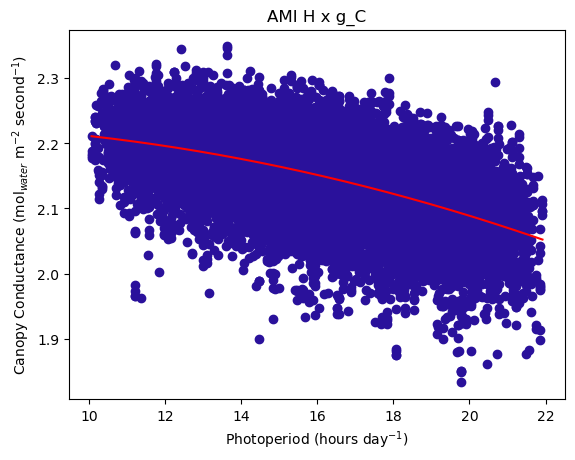 AMI H x g_C
Canopy Conductance (mol_water m⁻² second⁻¹)
2.3
2.2
2.1
2.0
1.9
10 12 14 16 18 20 22
Photoperiod (hours day⁻¹)